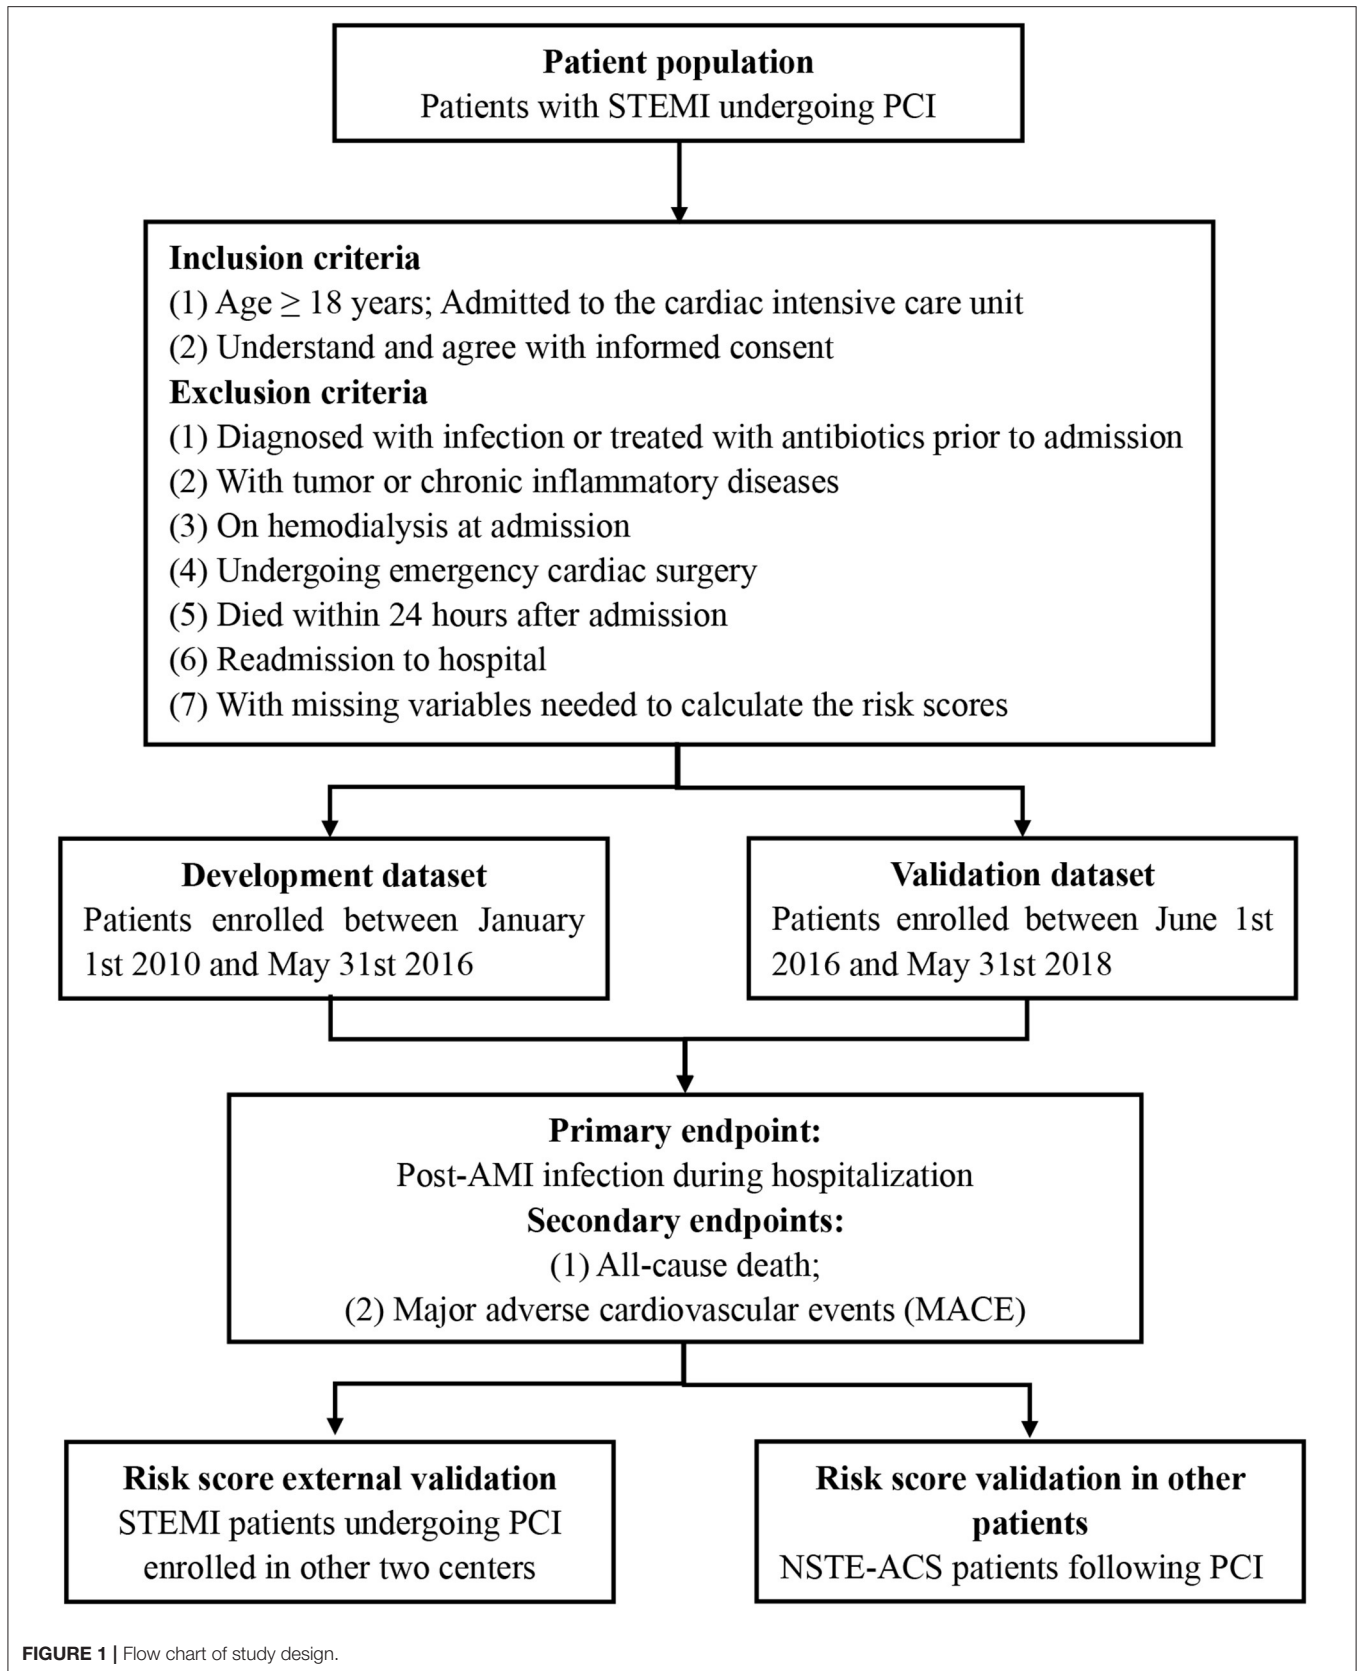 Patient population
Patients with STEMI undergoing PCI
Inclusion criteria
(1) Age ≥ 18 years; Admitted to the cardiac intensive care unit
(2) Understand and agree with informed consent
Exclusion criteria
(1) Diagnosed with infection or treated with antibiotics prior to admission
(2) With tumor or chronic inflammatory diseases
(3) On hemodialysis at admission
(4) Undergoing emergency cardiac surgery
(5) Died within 24 hours after admission
(6) Readmission to hospital
(7) With missing variables needed to calculate the risk scores
Development dataset
Patients enrolled between January
1st 2010 and May 31st 2016
Validation dataset
Patients enrolled between June 1st
2016 and May 31st 2018
Primary endpoint:
Post-AMI infection during hospitalization
Secondary endpoints:
(1) All-cause death;
(2) Major adverse cardiovascular events (MACE)
Risk score external validation
STEMI patients undergoing PCI
enrolled in other two centers
Risk score validation in other
patients
NSTE-ACS patients following PCI
FIGURE 1 | Flow chart of study design.